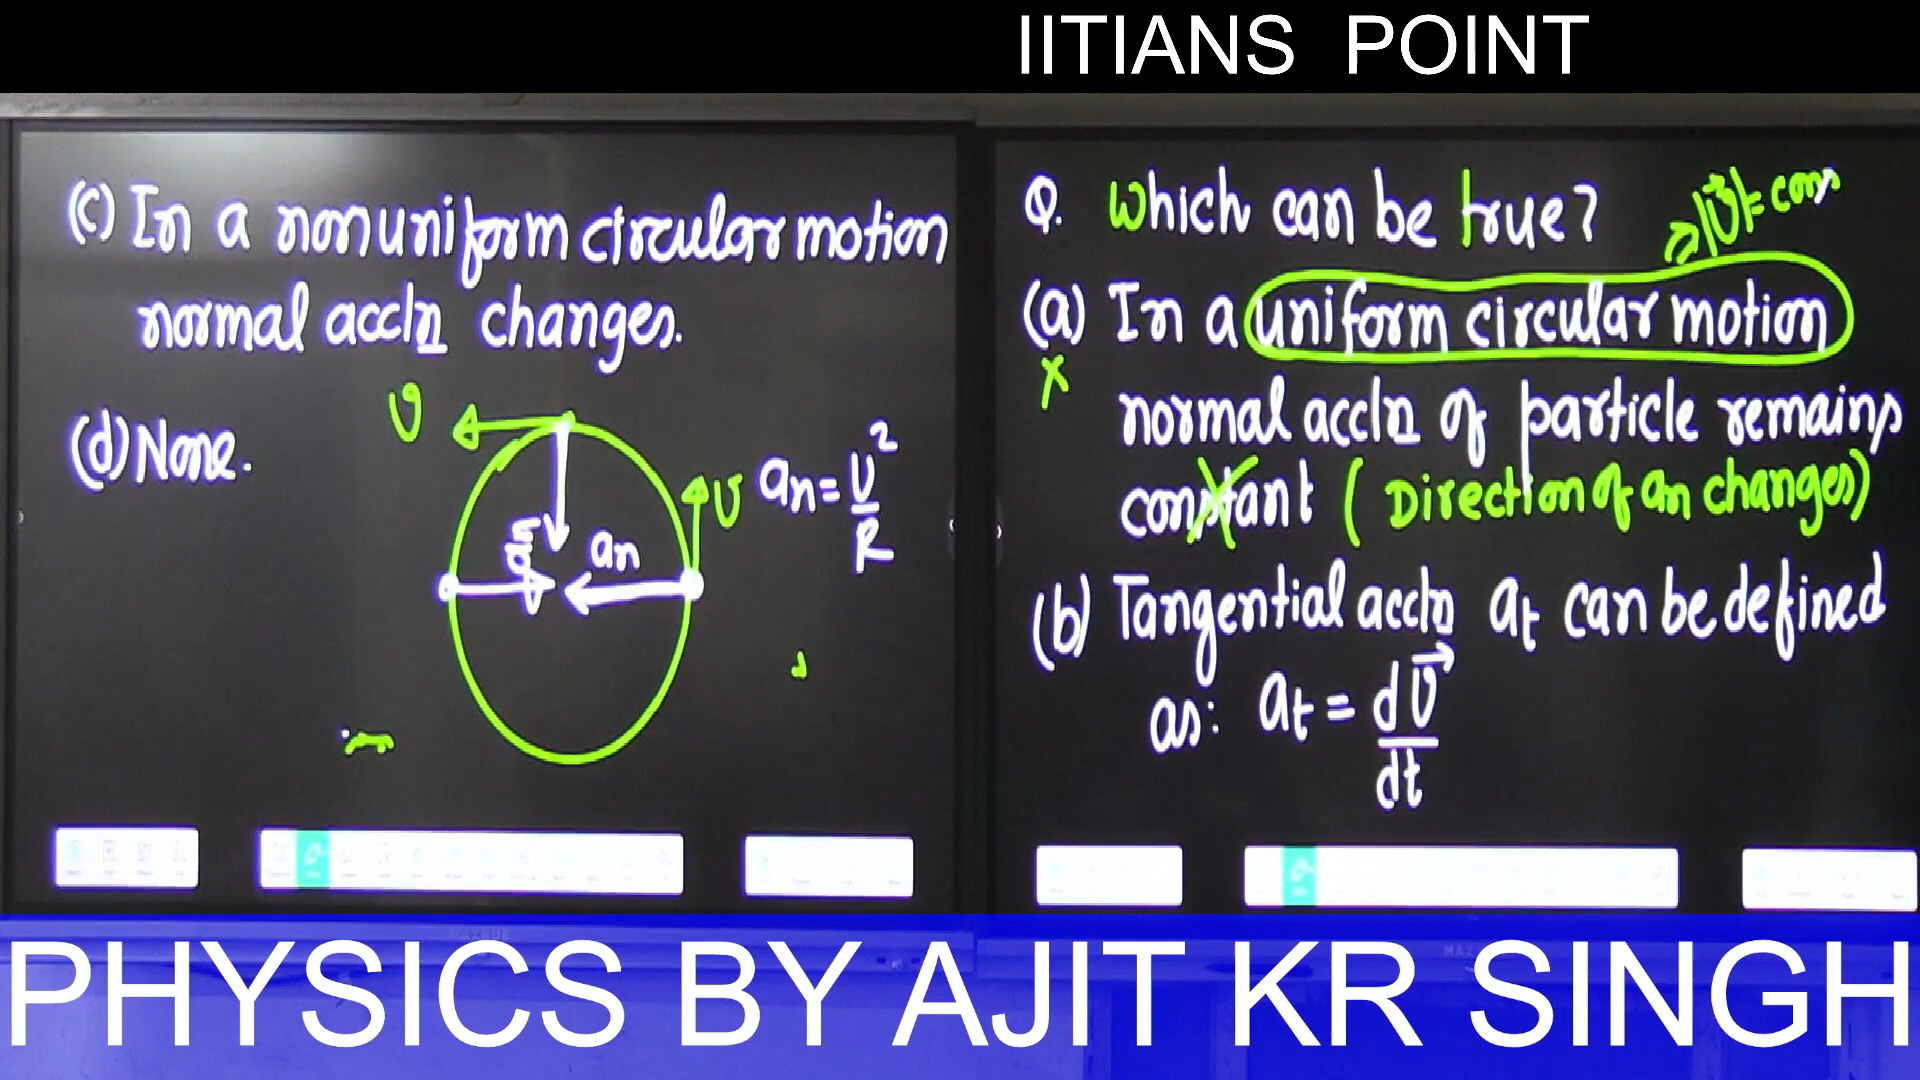 IITIANS POINT
Q. Which can be true?
|v⃗|= cons
(a) In a uniform circular motion
x
normal accln of particle remains
constant ( Direction of an changes)
(b) Tangential accln at can be defined
as: at = dv⃗/dt
(c) In a nonuniform circular motion
normal accln changes.
(d) None.
v
v
an = v²/R
an
an
PHYSICS BY AJIT KR SINGH